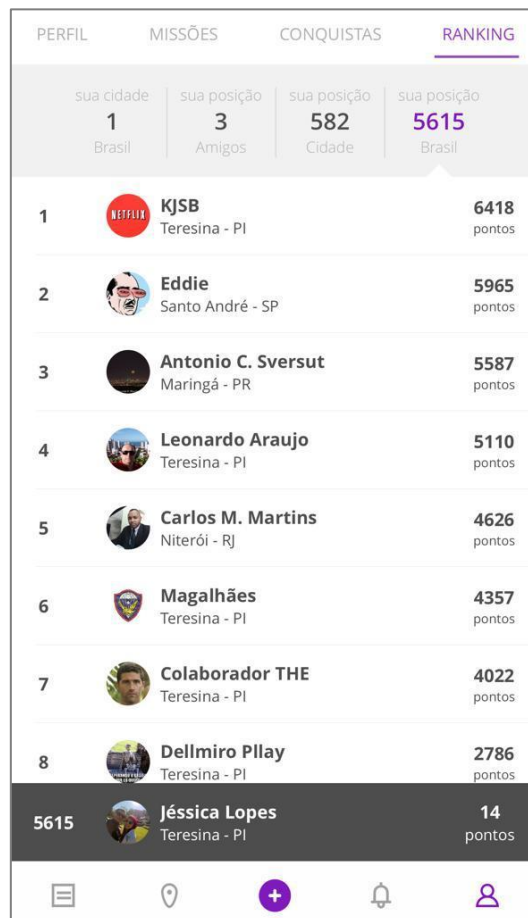 PERFIL MISSÕES CONQUISTAS RANKING
sua cidade sua posição sua posição sua posição
1 3 582 5615
Brasil Amigos Cidade Brasil
1 NETFLIX KJSB 6418
Teresina - PI pontos
2 Eddie 5965
Santo André - SP pontos
3 Antonio C. Sversut 5587
Maringá - PR pontos
4 Leonardo Araujo 5110
Teresina - PI pontos
5 Carlos M. Martins 4626
Niterói - RJ pontos
6 Magalhães 4357
Teresina - PI pontos
7 Colaborador THE 4022
Teresina - PI pontos
8 Dellmiro Pllay 2786
Teresina - PI pontos
5615 Jéssica Lopes 14
Teresina - PI pontos